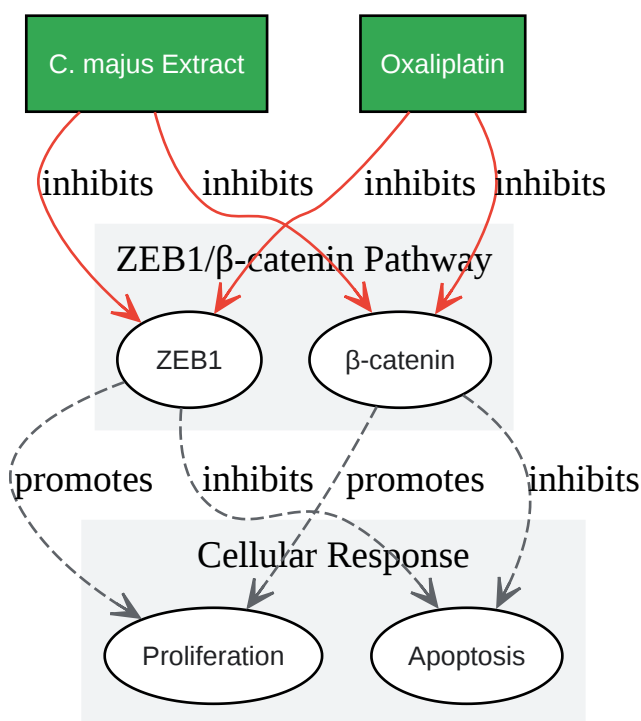 C. majus Extract
Oxaliplatin
inhibits
inhibits
inhibits
inhibits
ZEB1/β-catenin Pathway
ZEB1
β-catenin
promotes
inhibits
promotes
inhibits
Cellular Response
Proliferation
Apoptosis